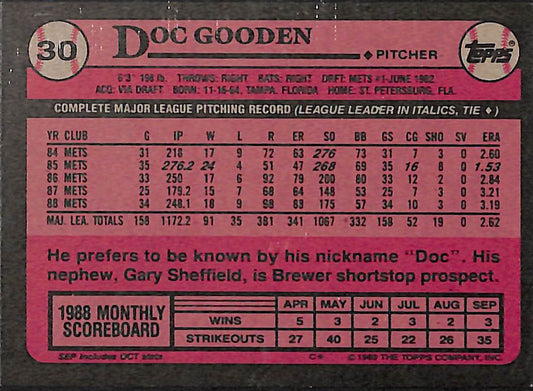 30
DOC GOODEN
◆ PITCHER
TOPPS
6'3" 198 lb. THROWS: RIGHT BATS: RIGHT DRFT: METS #1-JUNE 1982
ACQ: VIA DRAFT BORN: 11-16-64, TAMPA, FLORIDA HOME: ST. PETERSBURG, FLA.
COMPLETE MAJOR LEAGUE PITCHING RECORD (LEAGUE LEADER IN ITALICS, TIE ♦)
YR CLUB G IP W L R ER SO BB GS CG SHO SV ERA
84 METS 31 218 17 9 72 63 276 73 31 7 3 0 2.60
85 METS 35 276.2 24 4 51 47 268 69 35 16 8 0 1.53
86 METS 33 250 17 6 92 79 200 80 33 12 2 0 2.84
87 METS 25 179.2 15 7 68 64 148 53 25 7 3 0 3.21
88 METS 34 248.1 18 9 98 88 175 57 34 10 3 0 3.19
MAJ. LEA. TOTALS 158 1172.2 91 35 381 341 1067 332 158 52 19 0 2.62
He prefers to be known by his nickname "Doc". His
nephew, Gary Sheffield, is Brewer shortstop prospect.
1988 MONTHLY
SCOREBOARD
APR MAY JUN JUL AUG SEP
WINS 5 3 2 3 2 3
STRIKEOUTS 27 40 25 22 26 35
SEP includes OCT stats
C* © 1989 THE TOPPS COMPANY, INC.